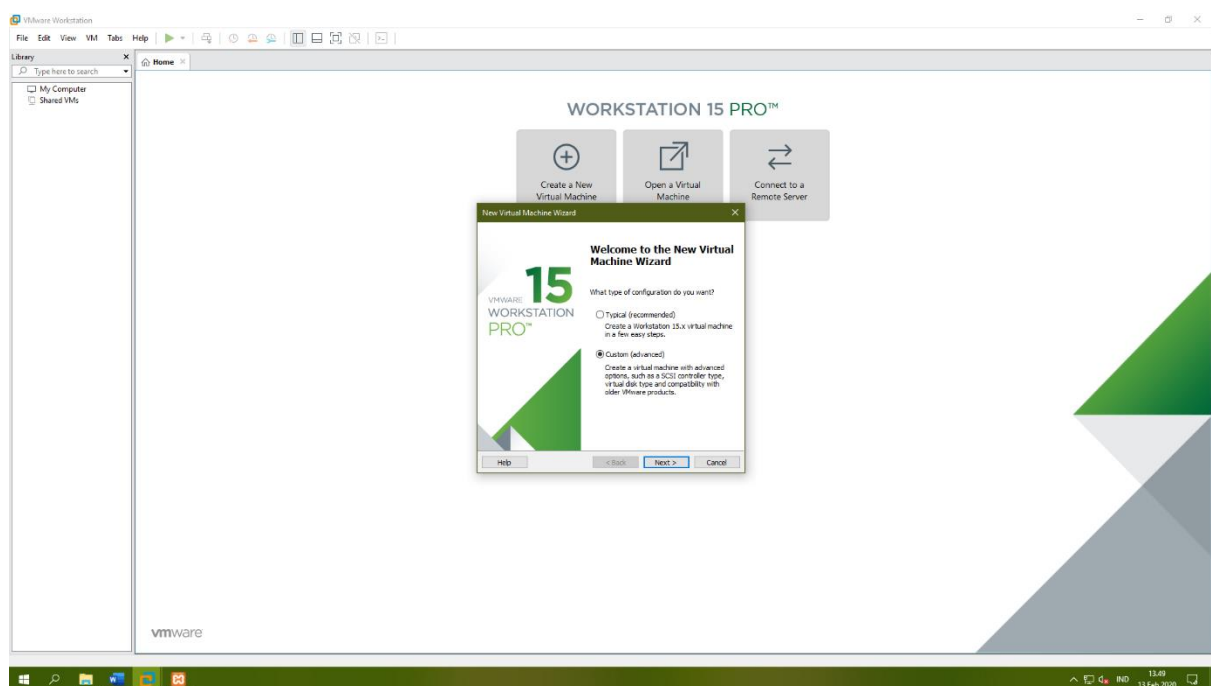 VMware Workstation
File Edit View VM Tabs Help
Library
Home
Type here to search
My Computer
Shared VMs
WORKSTATION 15 PRO™
Create a New
Virtual Machine
Open a Virtual
Machine
Connect to a
Remote Server
New Virtual Machine Wizard
15
VMWARE
WORKSTATION
PRO™
Welcome to the New Virtual
Machine Wizard
What type of configuration do you want?
Typical (recommended)
Create a Workstation 15.x virtual machine
in a few easy steps.
Custom (advanced)
Create a virtual machine with advanced
options, such as a SCSI controller type,
virtual disk type and compatibility with
older VMware products.
Help
< Back
Next >
Cancel
vmware
IND
13.49
13 Feb 2020